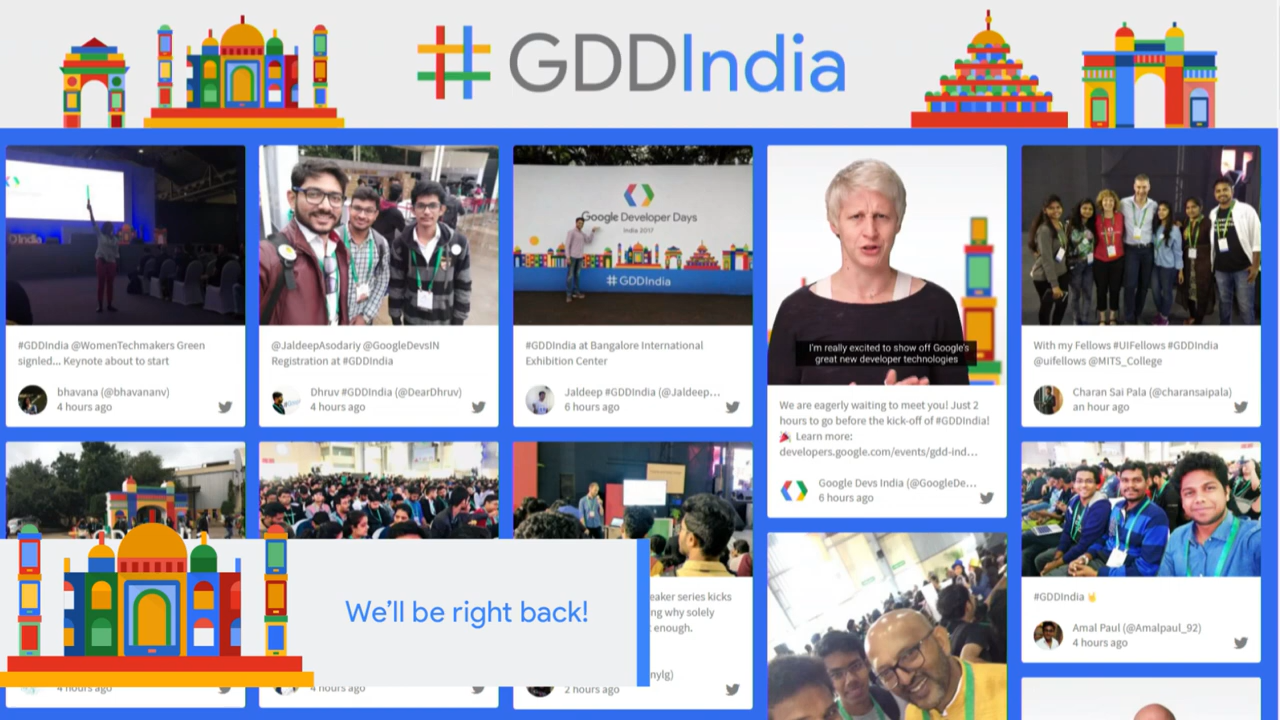 #GDDIndia
#GDDIndia @WomenTechmakers Green
signled... Keynote about to start
bhavana (@bhavananv)
4 hours ago
@JaldeepAsodariy @GoogleDevsIN
Registration at #GDDIndia
Dhruv #GDDIndia (@DearDhruv)
4 hours ago
Google Developer Days
India 2017
#GDDIndia
#GDDIndia at Bangalore International
Exhibition Center
Jaldeep #GDDIndia (@Jaldeep...
6 hours ago
I'm really excited to show off Google's
great new developer technologies
We are eagerly waiting to meet you! Just 2
hours to go before the kick-off of #GDDIndia!
🎉 Learn more:
developers.google.com/events/gdd-ind...
Google Devs India (@GoogleDe...
6 hours ago
With my Fellows #UIFellows #GDDIndia
@uifellows @MITS_College
Charan Sai Pala (@charansaipala)
an hour ago
We'll be right back!
4 hours ago
4 hours ago
eaker series kicks
ng why solely
enough.
nylg)
2 hours ago
#GDDIndia 🤘
Amal Paul (@Amalpaul_92)
4 hours ago